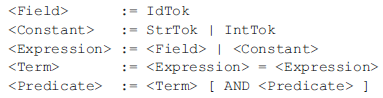 <Field> := IdTok
<Constant> := StrTok | IntTok
<Expression> := <Field> | <Constant>
<Term> := <Expression> = <Expression>
<Predicate> := <Term> [ AND <Predicate> ]